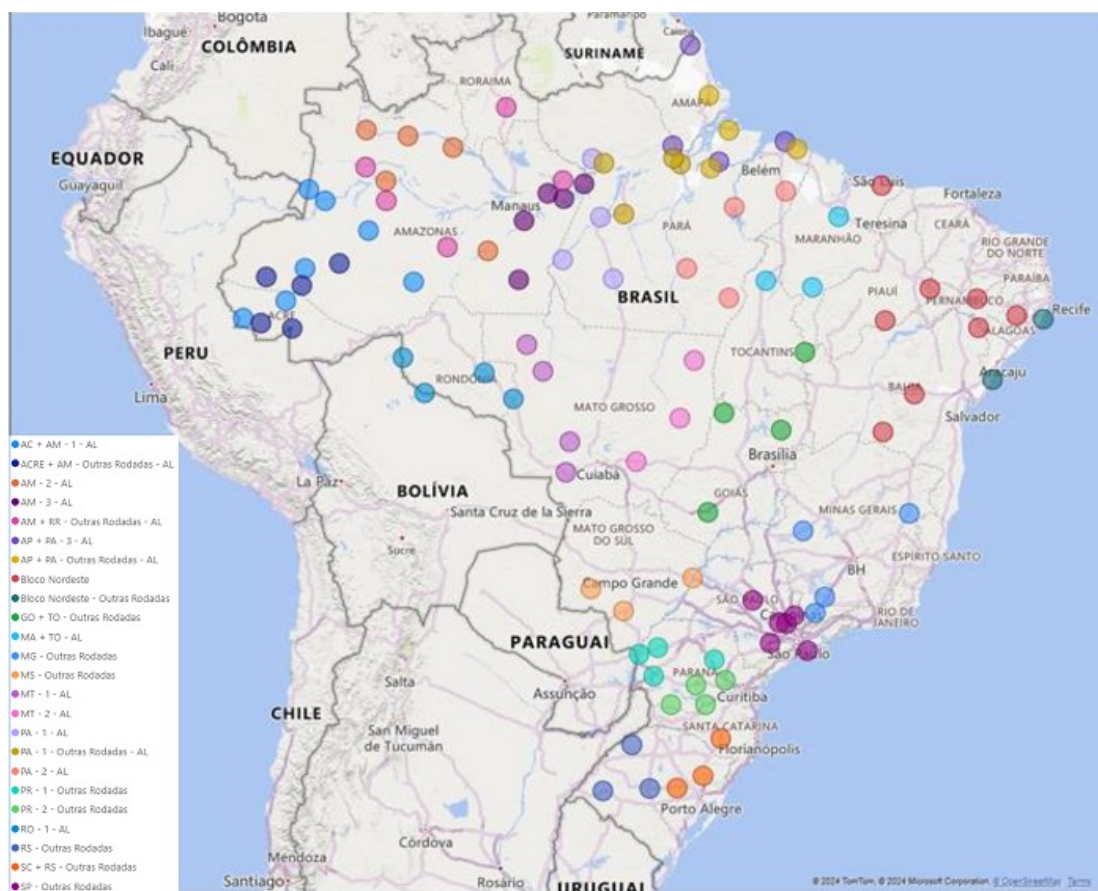 Bogotá
Paramaribo
Ibagué
COLÔMBIA
Caiena
Cali
SURINAME
RORAIMA
AMAPÁ
EQUADOR
Belém
Guayaquil
São Luís
Fortaleza
Manaus
Teresina
CEARÁ
AMAZONAS
PARÁ
MARANHÃO
RIO GRANDE
DO NORTE
PARAÍBA
BRASIL
PIAUÍ
PERNAMBUCO
Recife
ACRE
ALAGOAS
PERU
TOCANTINS
RONDÔNIA
Aracaju
Lima
BAHIA
MATO GROSSO
Salvador
Brasília
La Paz
Cuiabá
BOLÍVIA
GOIÁS
Santa Cruz de la Sierra
MINAS GERAIS
MATO GROSSO
DO SUL
Sucre
ESPÍRITO SANTO
BH
Campo Grande
SÃO PAULO
RIO DE
JANEIRO
PARAGUAI
São Paulo
Salta
PARANÁ
Assunção
Curitiba
CHILE
San Miguel
de Tucumán
SANTA CATARINA
Florianópolis
Porto Alegre
Córdova
Mendoza
Santiago
Rosário
URUGUAI
AC + AM - 1 - AL
ACRE + AM - Outras Rodadas - AL
AM - 2 - AL
AM - 3 - AL
AM + RR - Outras Rodadas - AL
AP + PA - 3 - AL
AP + PA - Outras Rodadas - AL
Bloco Nordeste
Bloco Nordeste - Outras Rodadas
GO + TO - Outras Rodadas
MA + TO - AL
MG - Outras Rodadas
MS - Outras Rodadas
MT - 1 - AL
MT - 2 - AL
PA - 1 - AL
PA - 1 - Outras Rodadas - AL
PA - 2 - AL
PR - 1 - Outras Rodadas
PR - 2 - Outras Rodadas
RO - 1 - AL
RS - Outras Rodadas
SC + RS - Outras Rodadas
SP - Outras Rodadas
© 2024 TomTom, © 2024 Microsoft Corporation, © OpenStreetMap Terms